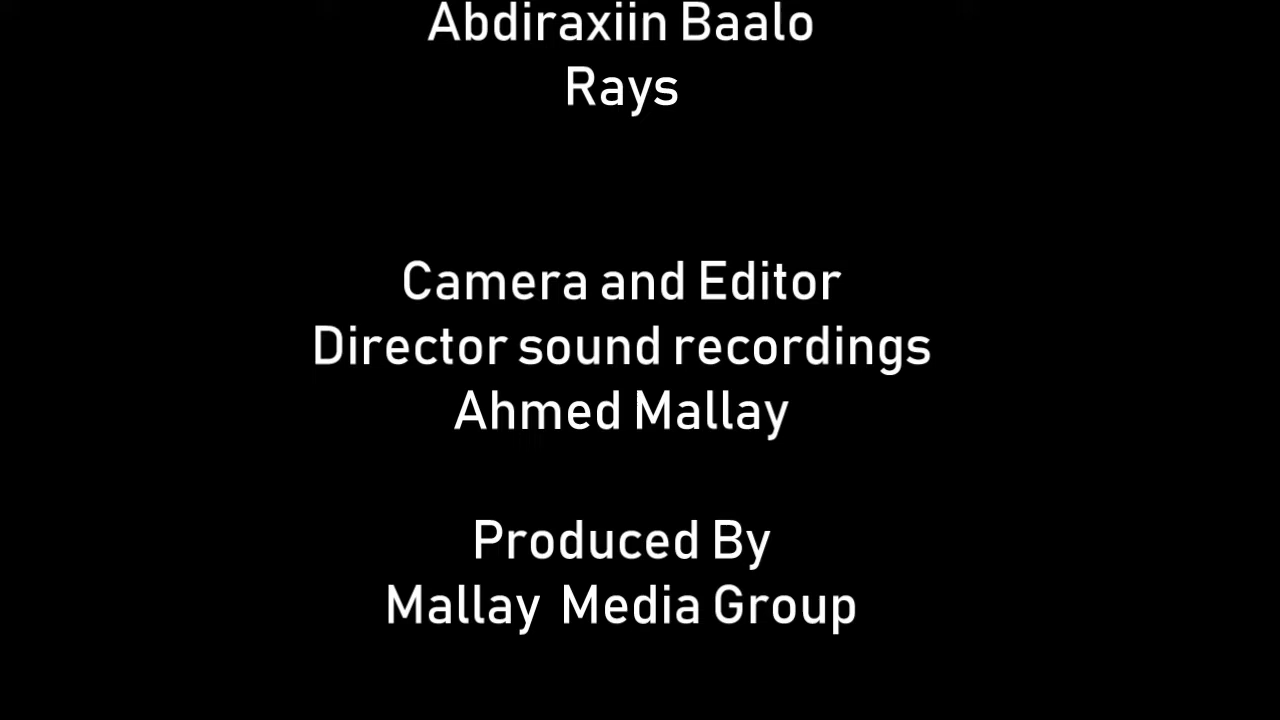 Abdiraxiin Baalo
Rays
Camera and Editor
Director sound recordings
Ahmed Mallay
Produced By
Mallay Media Group